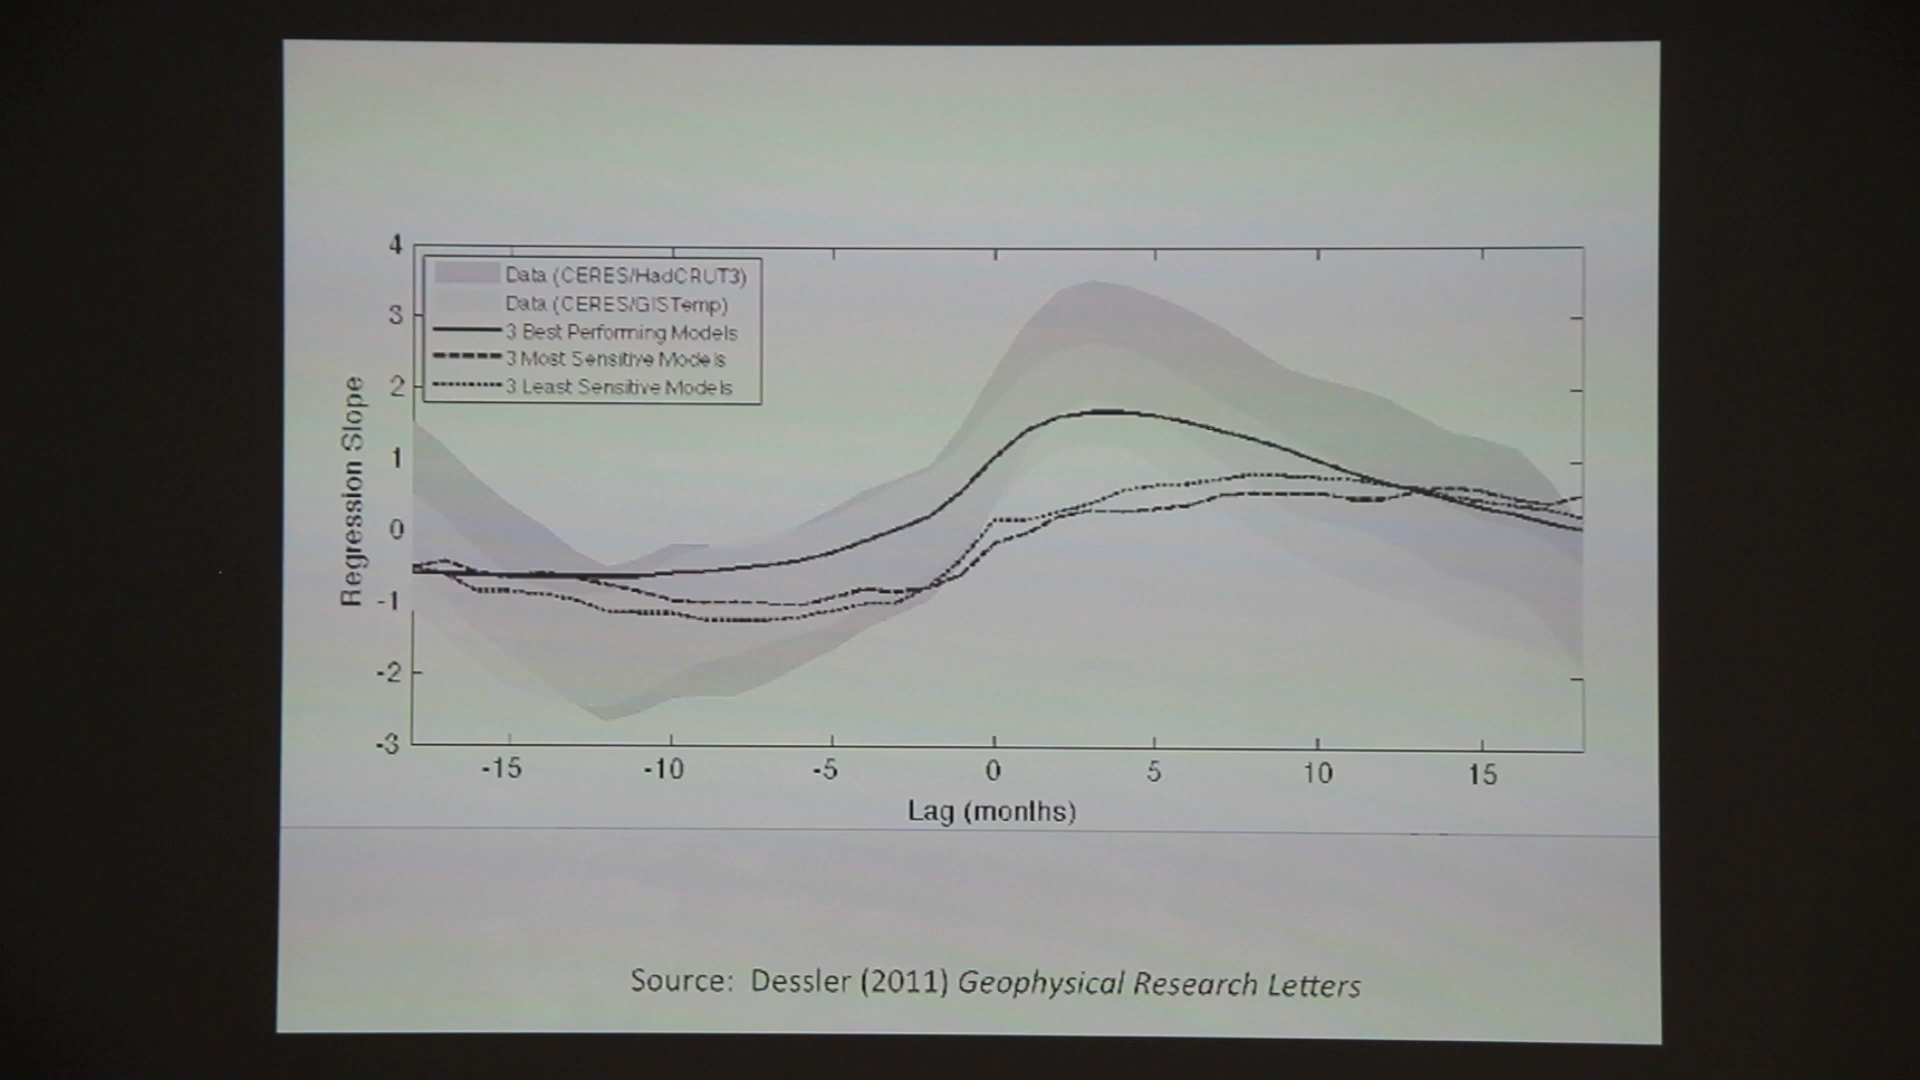 4
3
2
1
0
-1
-2
-3
Regression Slope
Data (CERES/HadCRUT3)
Data (CERES/GISTemp)
3 Best Performing Models
3 Most Sensitive Models
3 Least Sensitive Models
-15 -10 -5 0 5 10 15
Lag (months)
Source: Dessler (2011) Geophysical Research Letters